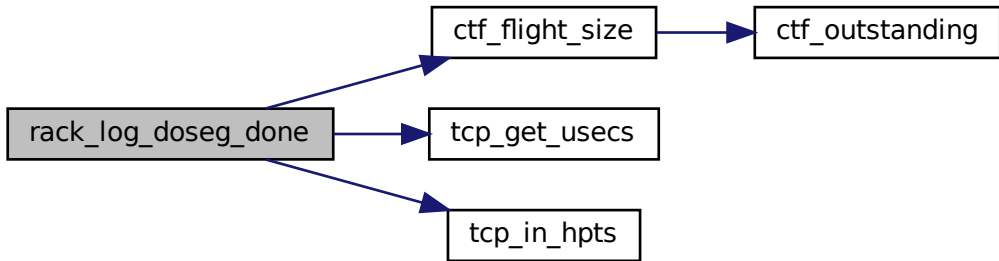 ctf_flight_size
ctf_outstanding
rack_log_doseg_done
tcp_get_usecs
tcp_in_hpts